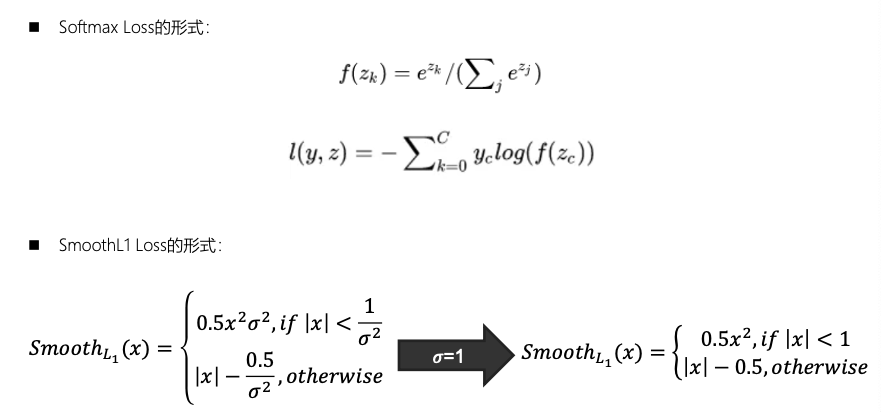 ■ Softmax Loss的形式:
f(z_k) = e^{z_k} / (∑_j e^{z_j})
l(y, z) = − ∑_{k=0}^{C} y_c log(f(z_c))
■ SmoothL1 Loss的形式:
Smooth_{L_1}(x) = { 0.5x²σ², if |x| < 1/σ²
|x| − 0.5/σ², otherwise
σ=1
Smooth_{L_1}(x) = { 0.5x², if |x| < 1
|x| − 0.5, otherwise